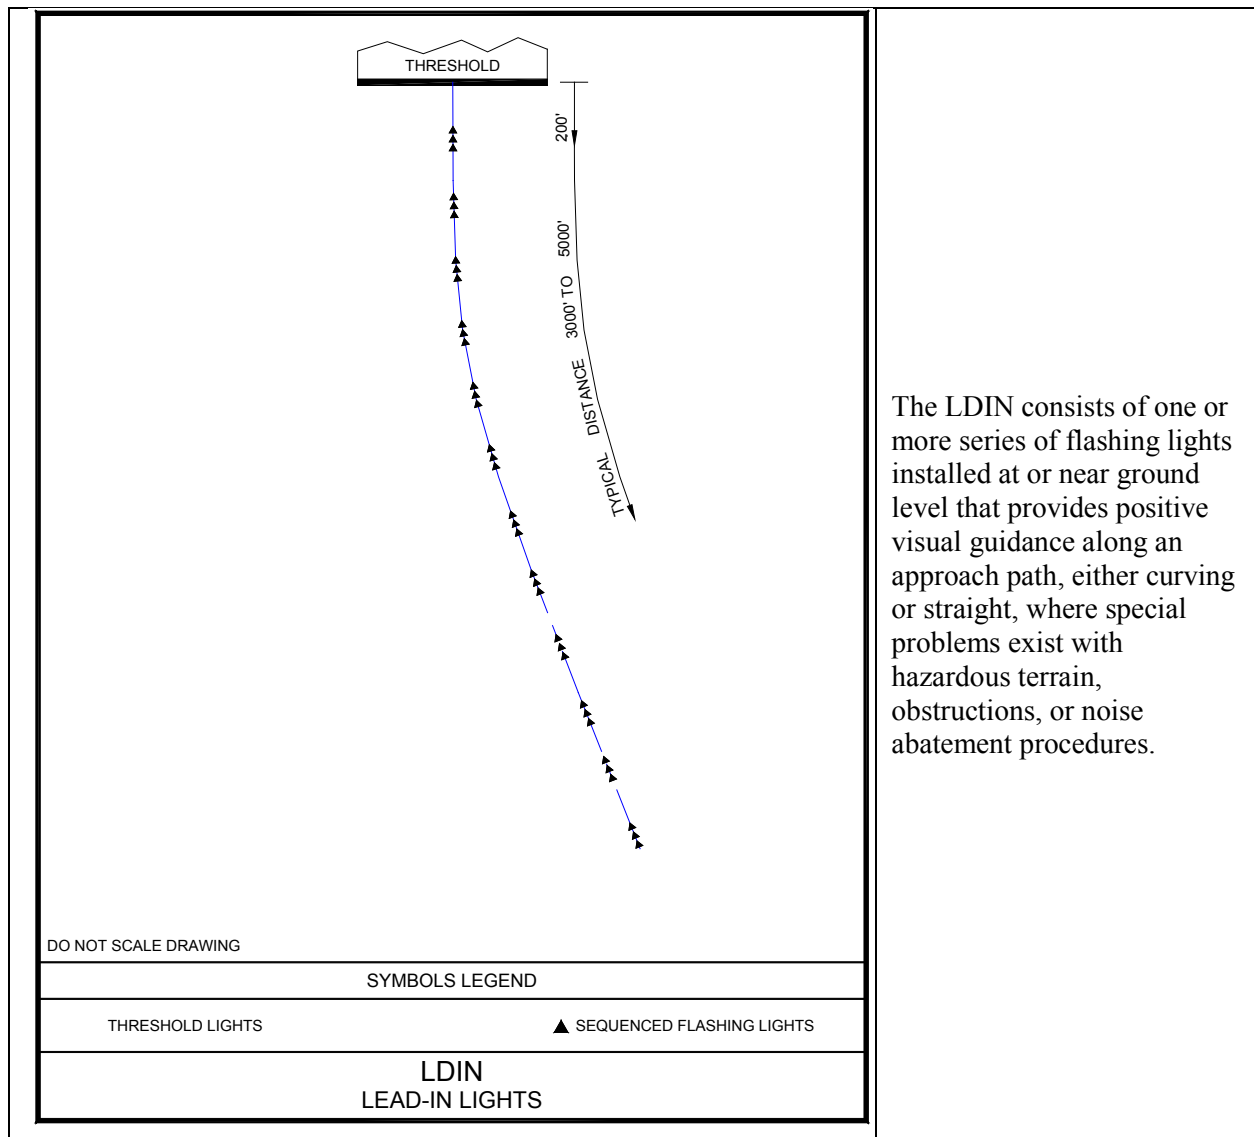 THRESHOLD
200'
TYPICAL DISTANCE 3000' TO 5000'
DO NOT SCALE DRAWING
SYMBOLS LEGEND
THRESHOLD LIGHTS
SEQUENCED FLASHING LIGHTS
LDIN
LEAD-IN LIGHTS
The LDIN consists of one or
more series of flashing lights
installed at or near ground
level that provides positive
visual guidance along an
approach path, either curving
or straight, where special
problems exist with
hazardous terrain,
obstructions, or noise
abatement procedures.